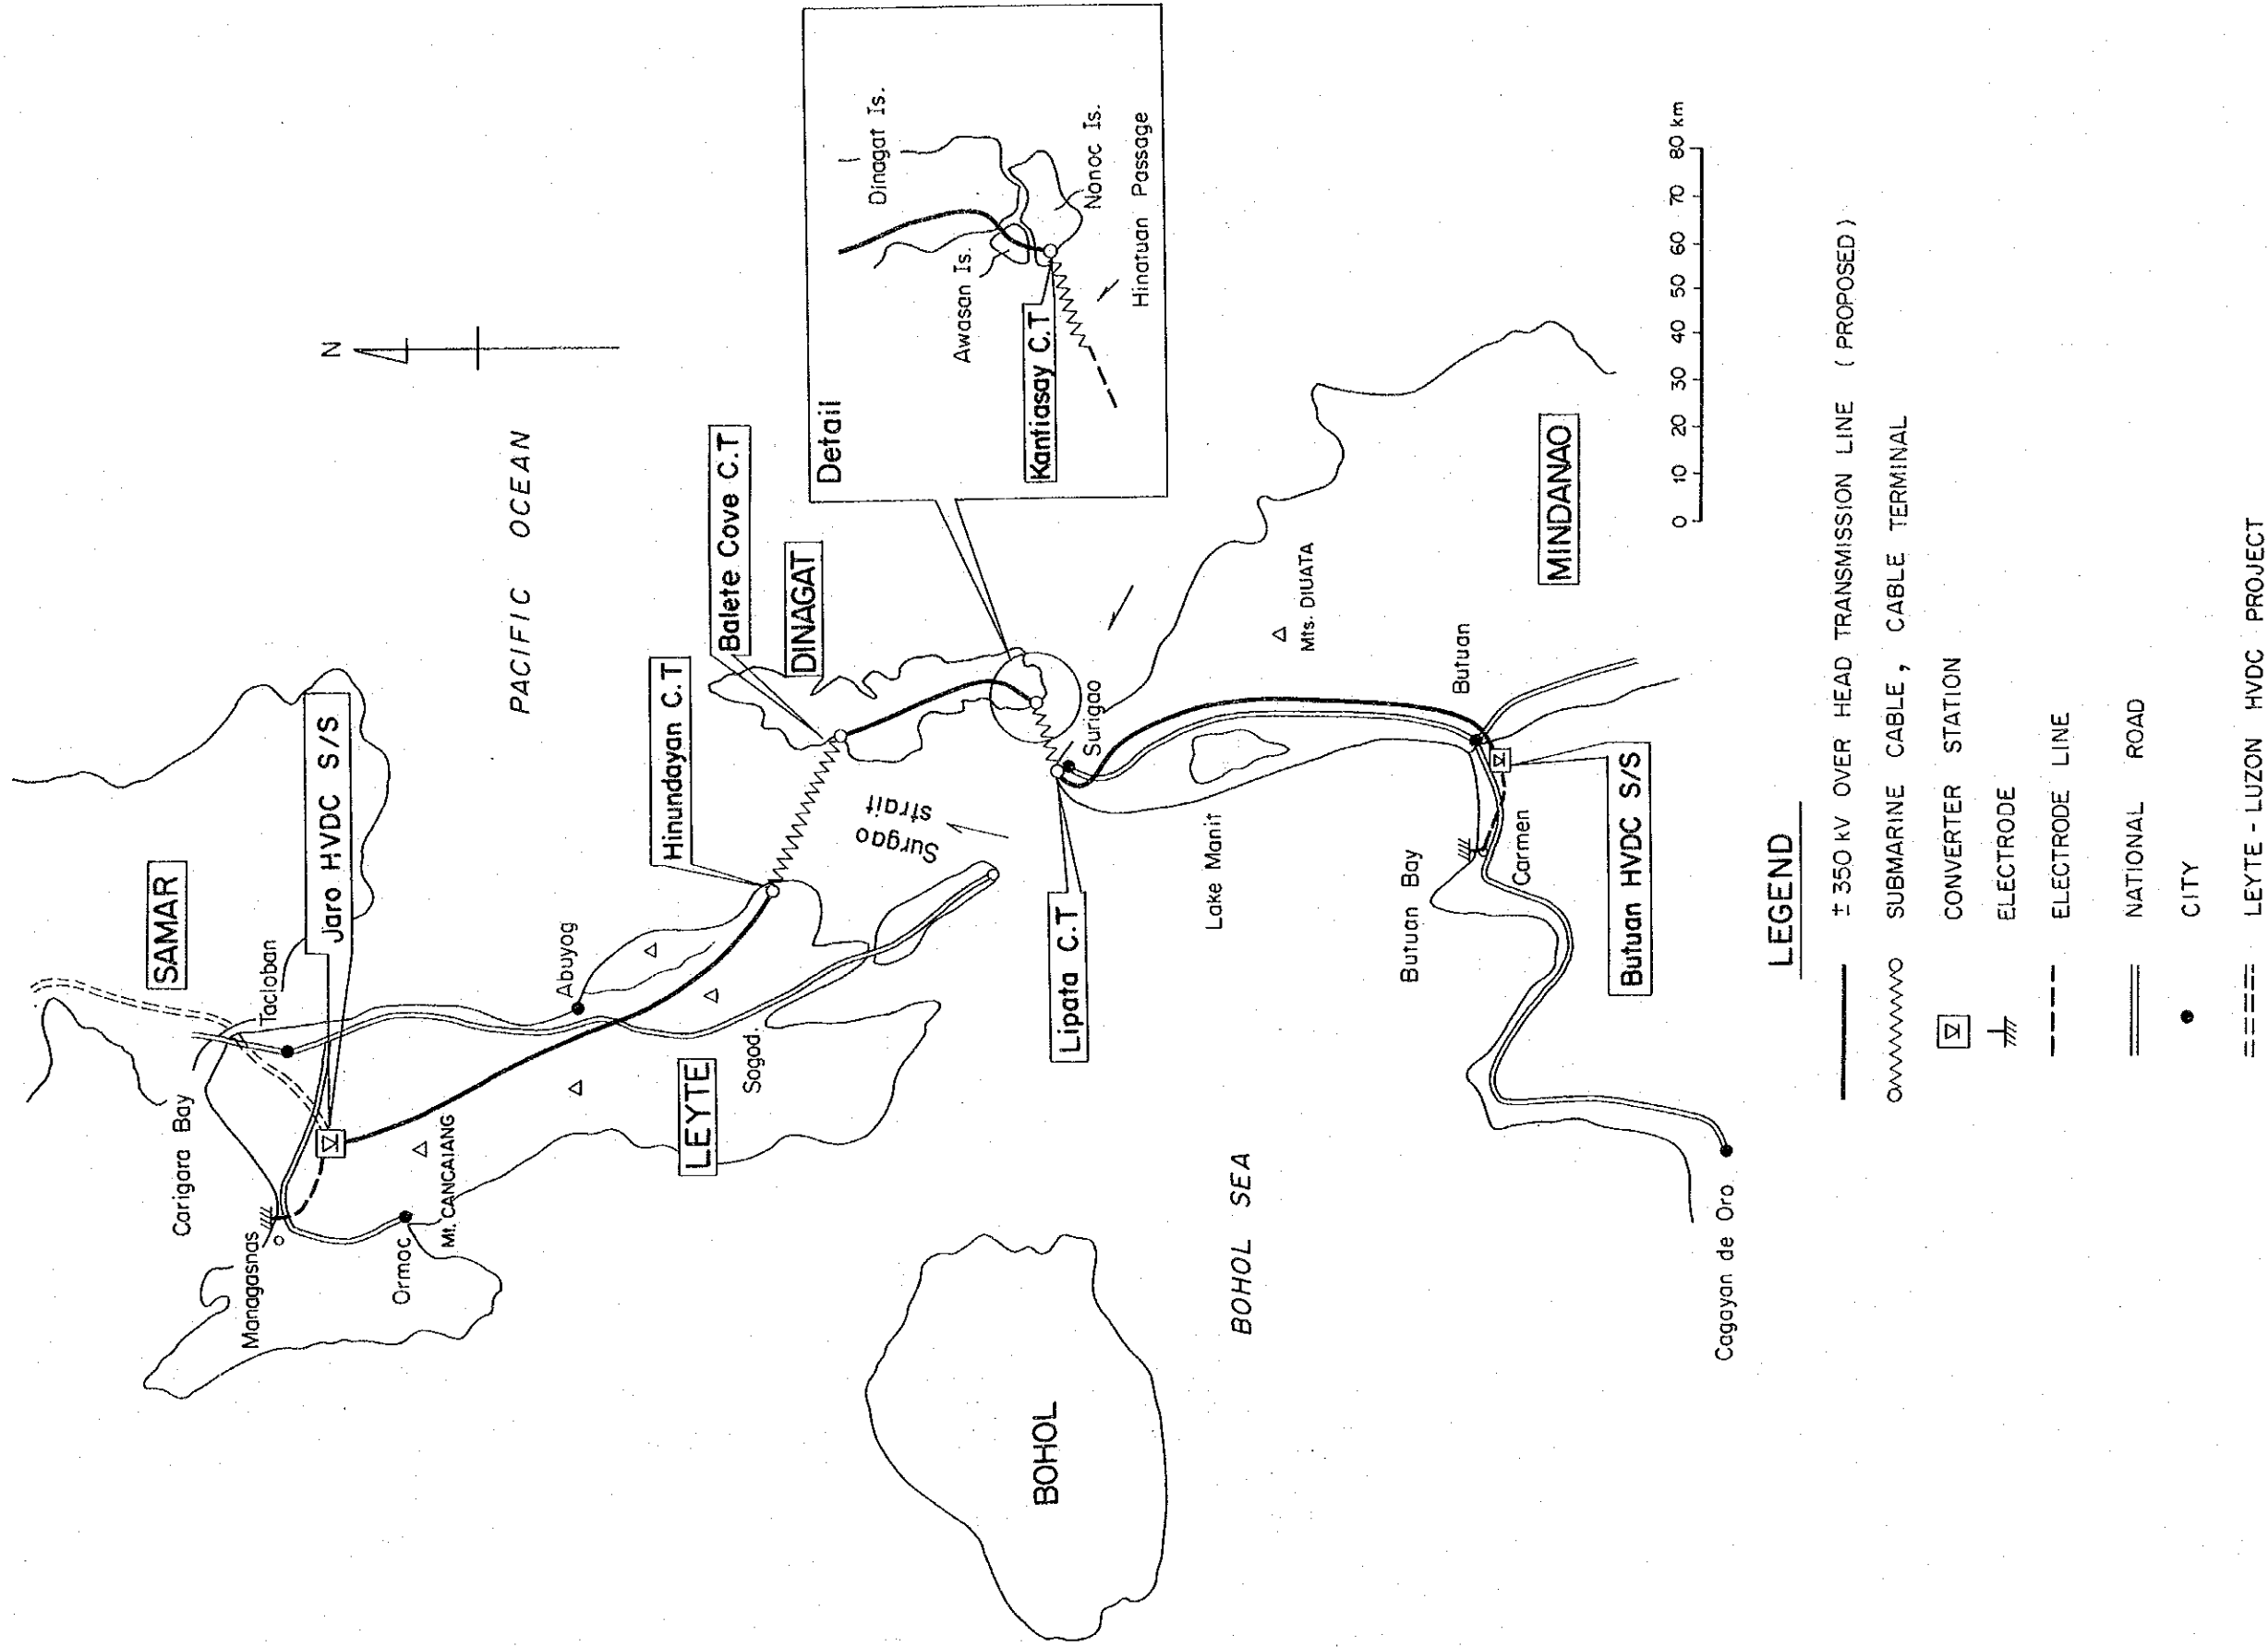 N
PACIFIC OCEAN
SAMAR
Jaro HVDC S/S
Tacloban
Carigara Bay
Managasnas
Ormoc
Mt. CANCAIANG
Abuyog
LEYTE
Sogod.
Hinundayan C.T
Balete Cove C.T
DINAGAT
Surgao
strait
Detail
Dinagat Is.
Awasan Is.
Nonoc Is.
Kantiasay C.T
Hinatuan Passage
Lipata C.T
Surigao
Lake Manit
Mts. DIUATA
MINDANAO
Butuan
Butuan Bay
Carmen
Butuan HVDC S/S
Cagayan de Oro
BOHOL SEA
BOHOL
0 10 20 30 40 50 60 70 80 km
LEGEND
± 350 kV OVER HEAD TRANSMISSION LINE ( PROPOSED )
SUBMARINE CABLE , CABLE TERMINAL
CONVERTER STATION
ELECTRODE
ELECTRODE LINE
NATIONAL ROAD
CITY
LEYTE - LUZON HVDC PROJECT